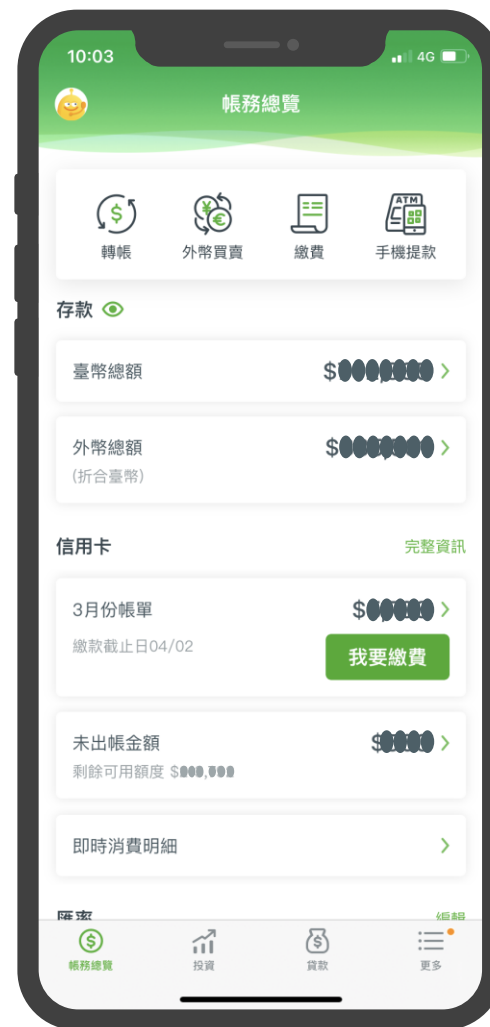 10:03
4G
帳務總覽
轉帳
外幣買賣
繳費
ATM
手機提款
存款
臺幣總額
$
外幣總額
$
(折合臺幣)
信用卡
完整資訊
3月份帳單
$
繳款截止日04/02
我要繳費
未出帳金額
$
剩餘可用額度 $
即時消費明細
匯率
編輯
帳務總覽
投資
貸款
更多